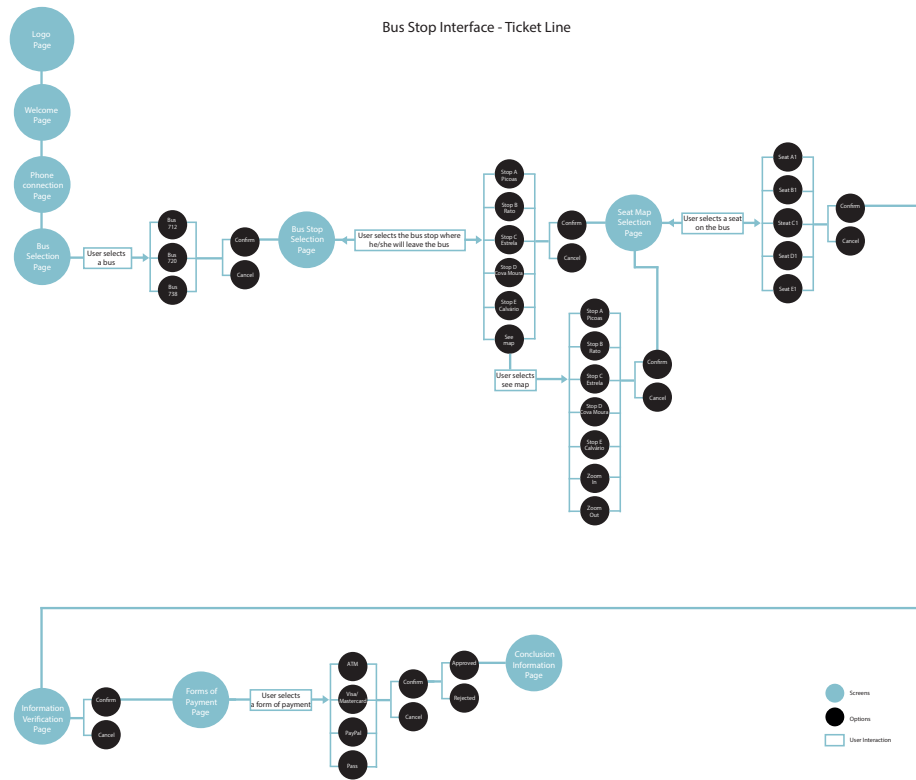 Bus Stop Interface - Ticket Line
Logo
Page
Welcome
Page
Phone
connection
Page
Bus
Selection
Page
User selects
a bus
Bus
712
Bus
720
Bus
738
Confirm
Cancel
Bus Stop
Selection
Page
User selects the bus stop where
he/she will leave the bus
Stop A
Picoas
Stop B
Rato
Stop C
Estrela
Stop D
Cova Moura
Stop E
Calvário
See
map
Confirm
Cancel
User selects
see map
Stop A
Picoas
Stop B
Rato
Stop C
Estrela
Stop D
Cova Moura
Stop E
Calvário
Zoom
In
Zoom
Out
Confirm
Cancel
Seat Map
Selection
Page
User selects a seat
on the bus
Seat A1
Seat B1
Seat C1
Seat D1
Seat E1
Confirm
Cancel
Information
Verification
Page
Confirm
Cancel
Forms of
Payment
Page
User selects
a form of payment
ATM
Visa/
Mastercard
PayPal
Pass
Confirm
Cancel
Approved
Rejected
Conclusion
Information
Page
Screens
Options
User Interaction